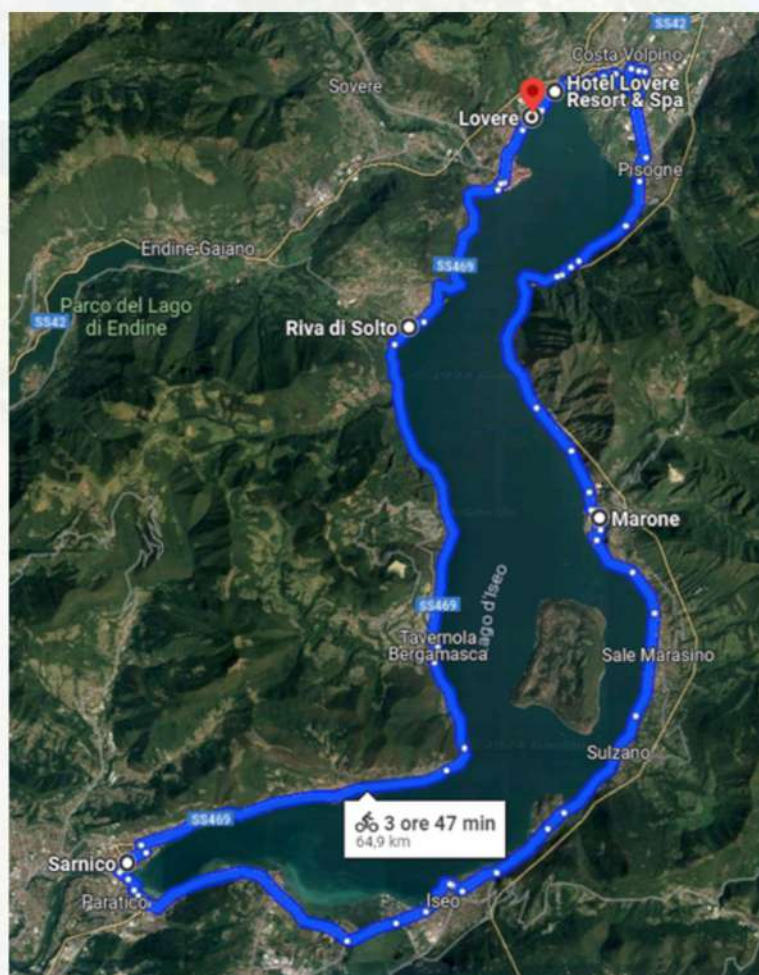 SS42
Costa Volpino
Sovere
Hotel Lovere
Resort & Spa
Lovere
Pisogne
Endine Gaiano
SS469
Parco del Lago
di Endine
SS42
Riva di Solto
Marone
SS469
ago d'Iseo
Tavernola
Bergamasca
Sale Marasino
Sulzano
3 ore 47 min
64,9 km
SS469
Sarnico
Paratico
Iseo